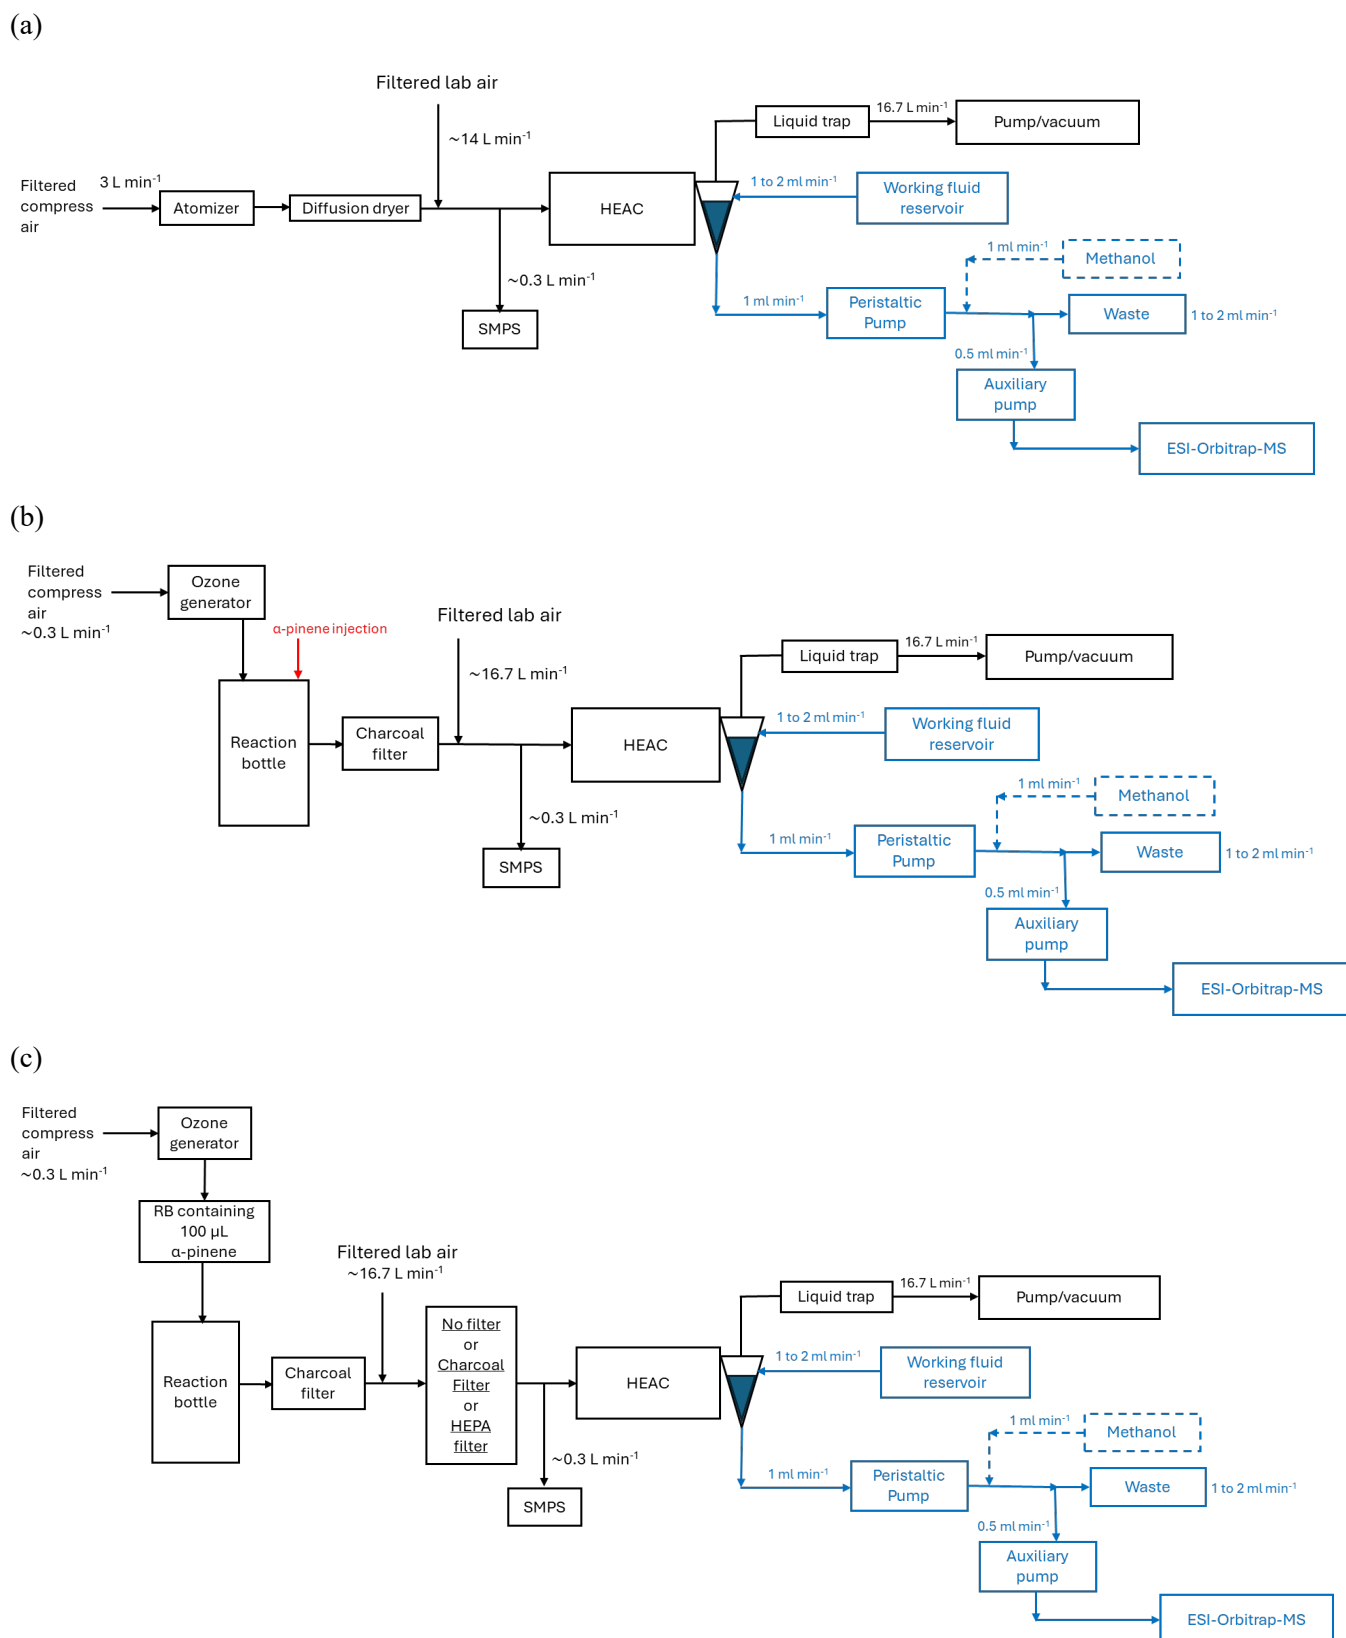 (a)
Filtered lab air
~14 L min-1
Filtered
compress
air
3 L min-1
Atomizer
Diffusion dryer
~0.3 L min-1
SMPS
HEAC
Liquid trap
16.7 L min-1
Pump/vacuum
1 to 2 ml min-1
Working fluid
reservoir
1 ml min-1
Peristaltic
Pump
1 ml min-1
Methanol
Waste
1 to 2 ml min-1
0.5 ml min-1
Auxiliary
pump
ESI-Orbitrap-MS
(b)
Filtered
compress
air
~0.3 L min-1
Ozone
generator
α-pinene injection
Reaction
bottle
Charcoal
filter
Filtered lab air
~16.7 L min-1
~0.3 L min-1
SMPS
HEAC
Liquid trap
16.7 L min-1
Pump/vacuum
1 to 2 ml min-1
Working fluid
reservoir
1 ml min-1
Peristaltic
Pump
1 ml min-1
Methanol
Waste
1 to 2 ml min-1
0.5 ml min-1
Auxiliary
pump
ESI-Orbitrap-MS
(c)
Filtered
compress
air
~0.3 L min-1
Ozone
generator
RB containing
100 µL
α-pinene
Reaction
bottle
Charcoal
filter
Filtered lab air
~16.7 L min-1
No filter
or
Charcoal
Filter
or
HEPA
filter
~0.3 L min-1
SMPS
HEAC
Liquid trap
16.7 L min-1
Pump/vacuum
1 to 2 ml min-1
Working fluid
reservoir
1 ml min-1
Peristaltic
Pump
1 ml min-1
Methanol
Waste
1 to 2 ml min-1
0.5 ml min-1
Auxiliary
pump
ESI-Orbitrap-MS